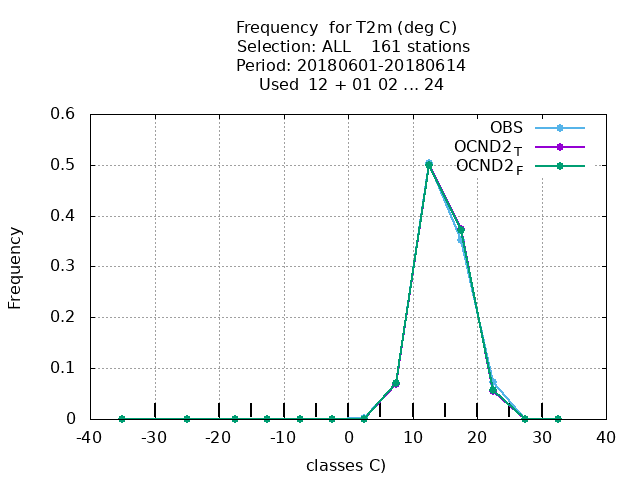 Frequency  for T2m (deg C)
Selection: ALL    161 stations
Period: 20180601-20180614
Used  12 + 01 02 ... 24
0.6
0.5
0.4
0.3
0.2
0.1
0
Frequency
OBS
OCND2T
OCND2F
-40 -30 -20 -10 0 10 20 30 40
classes C)